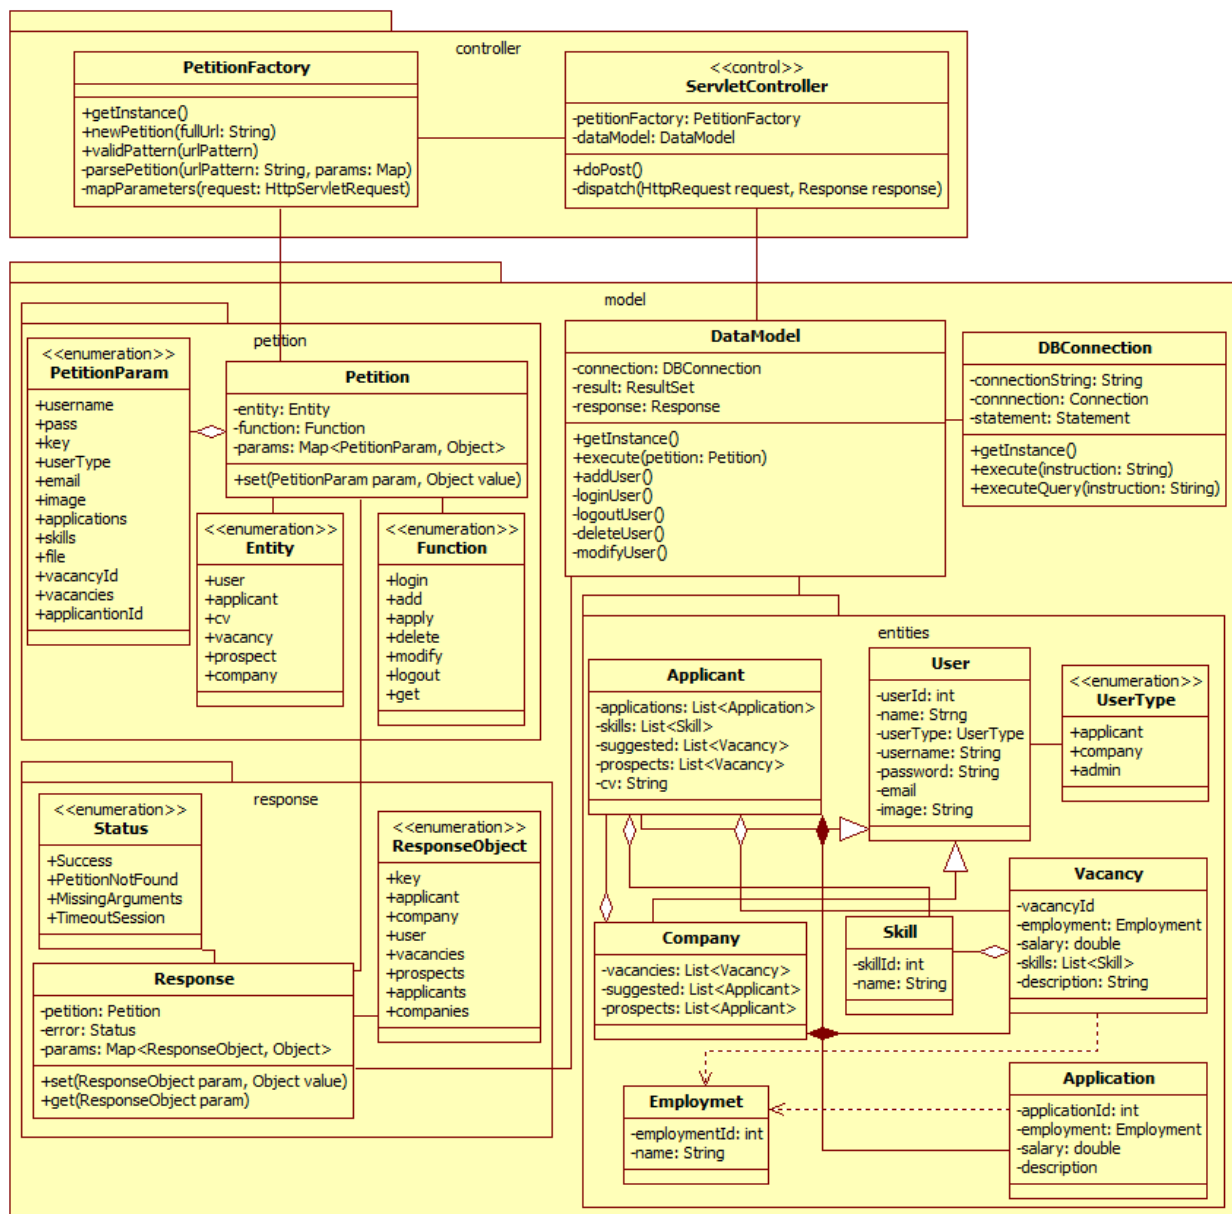 controller
PetitionFactory
+getInstance()
+newPetition(fullUrl: String)
+validPattern(urlPattern)
-parsePetition(urlPattern: String, params: Map)
-mapParameters(request: HttpServletRequest)
<<control>>
ServletController
-petitionFactory: PetitionFactory
-dataModel: DataModel
+doPost()
-dispatch(HttpRequest request, Response response)
model
petition
<<enumeration>>
PetitionParam
+username
+pass
+key
+userType
+email
+image
+applications
+skills
+file
+vacancyId
+vacancies
+applicantionId
Petition
-entity: Entity
-function: Function
-params: Map<PetitionParam, Object>
+set(PetitionParam param, Object value)
<<enumeration>>
Entity
+user
+applicant
+cv
+vacancy
+prospect
+company
<<enumeration>>
Function
+login
+add
+apply
+delete
+modify
+logout
+get
DataModel
-connection: DBConnection
-result: ResultSet
-response: Response
+getInstance()
+execute(petition: Petition)
+addUser()
-loginUser()
-logoutUser()
-deleteUser()
-modifyUser()
DBConnection
-connectionString: String
-connnection: Connection
-statement: Statement
+getInstance()
+execute(instruction: String)
+executeQuery(instruction: Stiring)
response
<<enumeration>>
Status
+Success
+PetitionNotFound
+MissingArguments
+TimeoutSession
<<enumeration>>
ResponseObject
+key
+applicant
+company
+user
+vacancies
+prospects
+applicants
+companies
Response
-petition: Petition
-error: Status
-params: Map<ResponseObject, Object>
+set(ResponseObject param, Object value)
+get(ResponseObject param)
entities
Applicant
-applications: List<Application>
-skills: List<Skill>
-suggested: List<Vacancy>
-prospects: List<Vacancy>
-cv: String
User
-userId: int
-name: Strng
-userType: UserType
-username: String
-password: String
-email
-image: String
<<enumeration>>
UserType
+applicant
+company
+admin
Company
-vacancies: List<Vacancy>
-suggested: List<Applicant>
-prospects: List<Applicant>
Skill
-skillId: int
-name: String
Vacancy
-vacancyId
-employment: Employment
-salary: double
-skills: List<Skill>
-description: String
Employmet
-employmentId: int
-name: String
Application
-applicationId: int
-employment: Employment
-salary: double
-description